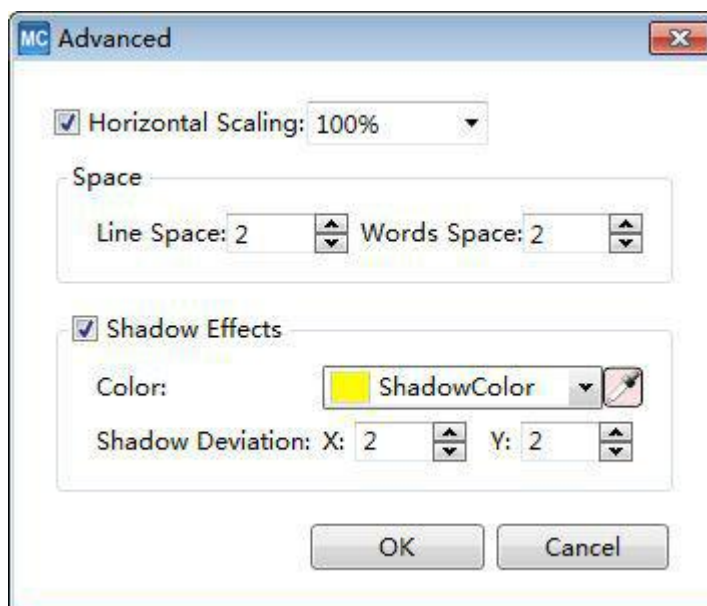 MC Advanced
Horizontal Scaling: 100%
Space
Line Space: 2 Words Space: 2
Shadow Effects
Color: ShadowColor
Shadow Deviation: X: 2 Y: 2
OK Cancel